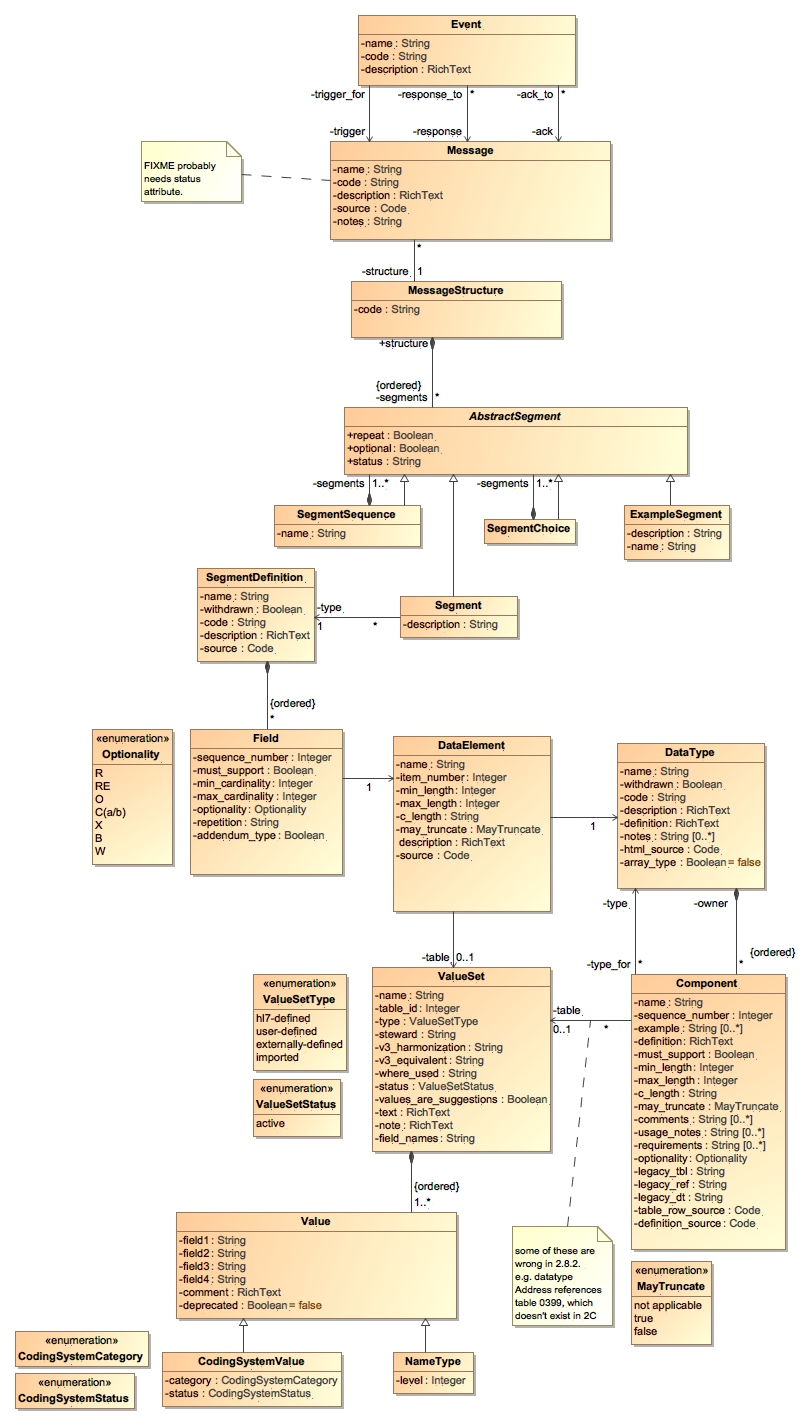 Event
-name : String
-code : String
-description : RichText
-trigger_for
-response_to
*
-ack_to
*
-trigger
-response
-ack
FIXME probably
needs status
attribute.
Message
-name : String
-code : String
-description : RichText
-source : Code
-notes : String
*
-structure
1
MessageStructure
-code : String
+structure
{ordered}
-segments
*
AbstractSegment
+repeat : Boolean
+optional : Boolean
+status : String
-segments
1..*
-segments
1..*
SegmentSequence
-name : String
SegmentChoice
ExampleSegment
-description : String
-name : String
SegmentDefinition
-name : String
-withdrawn : Boolean
-code : String
-description : RichText
-source : Code
-type
1
*
Segment
-description : String
{ordered}
*
«enumeration»
Optionality
R
RE
O
C(a/b)
X
B
W
Field
-sequence_number : Integer
-must_support : Boolean
-min_cardinality : Integer
-max_cardinality : Integer
-optionality : Optionality
-repetition : String
-addendum_type : Boolean
1
DataElement
-name : String
-item_number : Integer
-min_length : Integer
-max_length : Integer
-c_length : String
-may_truncate : MayTruncate
description : RichText
-source : Code
1
DataType
-name : String
-withdrawn : Boolean
-code : String
-description : RichText
-definition : RichText
-notes : String [0..*]
-html_source : Code
-array_type : Boolean = false
-type
-owner
-type_for
*
*
{ordered}
-table
0..1
«enumeration»
ValueSetType
hl7-defined
user-defined
externally-defined
imported
«enumeration»
ValueSetStatus
active
ValueSet
-name : String
-table_id : Integer
-type : ValueSetType
-steward : String
-v3_harmonization : String
-v3_equivalent : String
-where_used : String
-status : ValueSetStatus
-values_are_suggestions : Boolean
-text : RichText
-note : RichText
-field_names : String
-table
0..1
*
Component
-name : String
-sequence_number : Integer
-example : String [0..*]
-definition : RichText
-must_support : Boolean
-min_length : Integer
-max_length : Integer
-c_length : String
-may_truncate : MayTruncate
-comments : String [0..*]
-usage_notes : String [0..*]
-requirements : String [0..*]
-optionality : Optionality
-legacy_tbl : String
-legacy_ref : String
-legacy_dt : String
-table_row_source : Code
-definition_source : Code
{ordered}
1..*
Value
-field1 : String
-field2 : String
-field3 : String
-field4 : String
-comment : RichText
-deprecated : Boolean = false
some of these are
wrong in 2.8.2.
e.g. datatype
Address references
table 0399, which
doesn't exist in 2C
«enumeration»
MayTruncate
not applicable
true
false
«enumeration»
CodingSystemCategory
«enumeration»
CodingSystemStatus
CodingSystemValue
-category : CodingSystemCategory
-status : CodingSystemStatus
NameType
-level : Integer